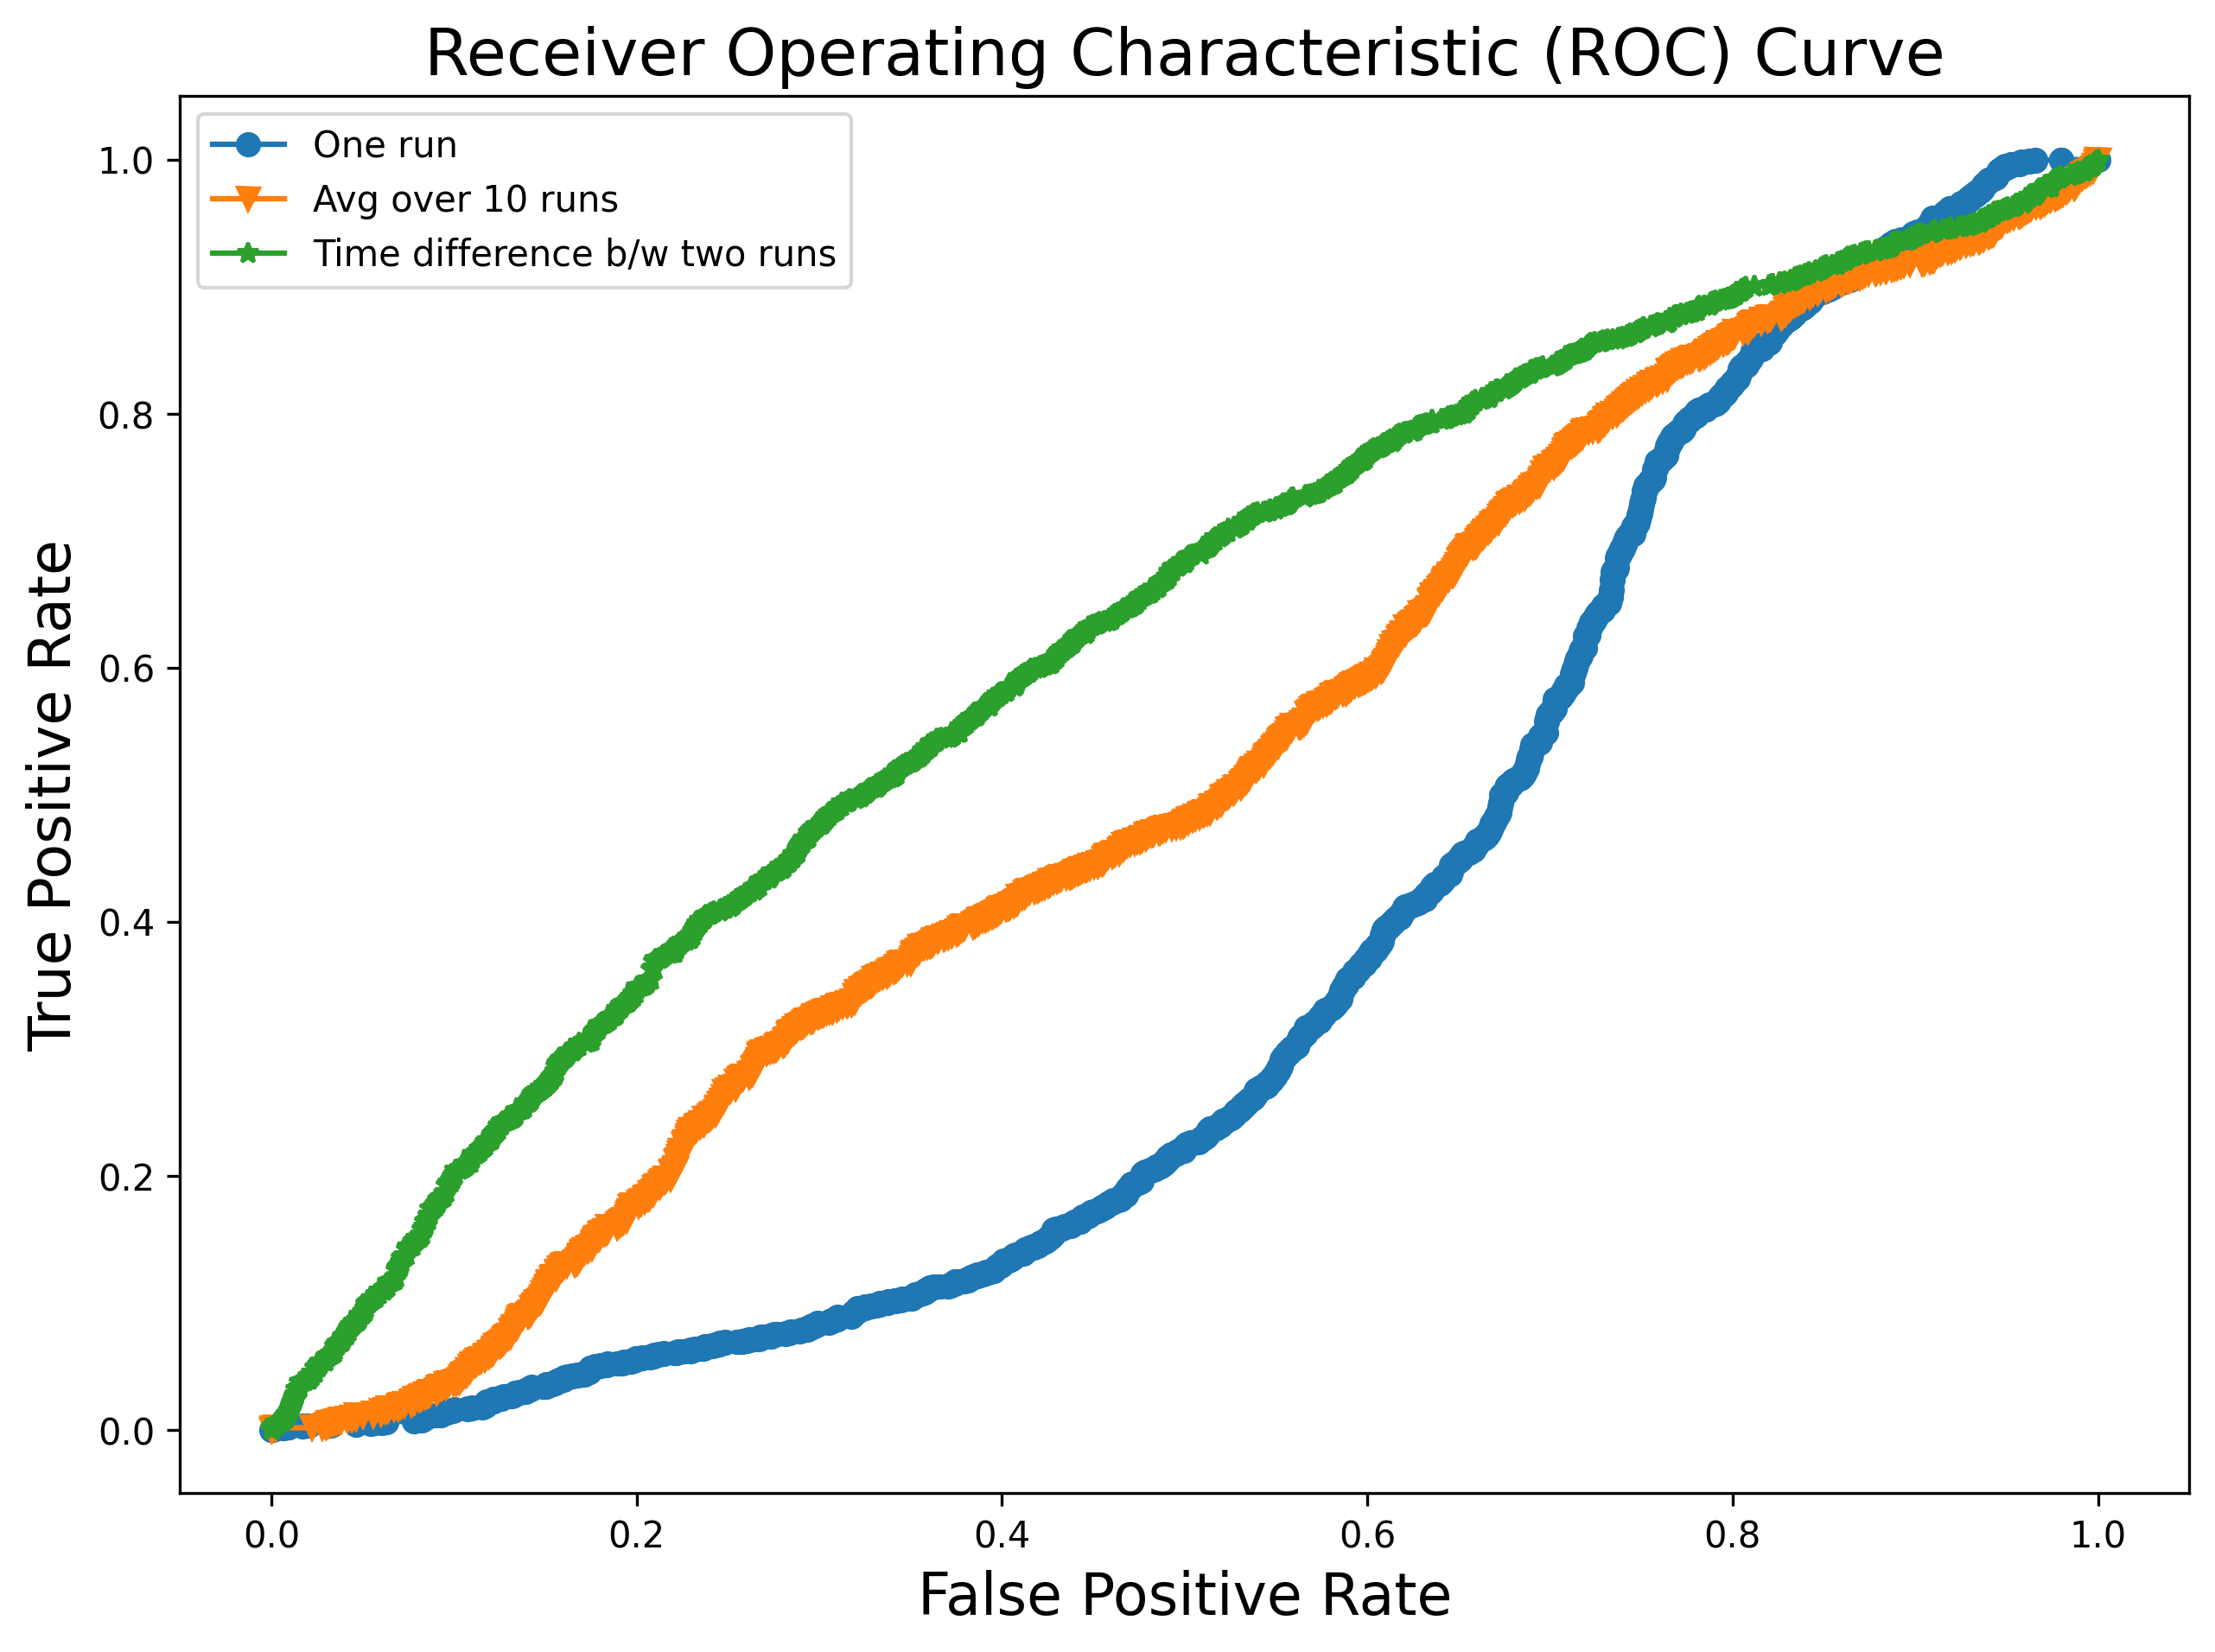 Receiver Operating Characteristic (ROC) Curve
One run
Avg over 10 runs
Time difference b/w two runs
1.0
0.8
0.6
0.4
0.2
0.0
True Positive Rate
0.0 0.2 0.4 0.6 0.8 1.0
False Positive Rate